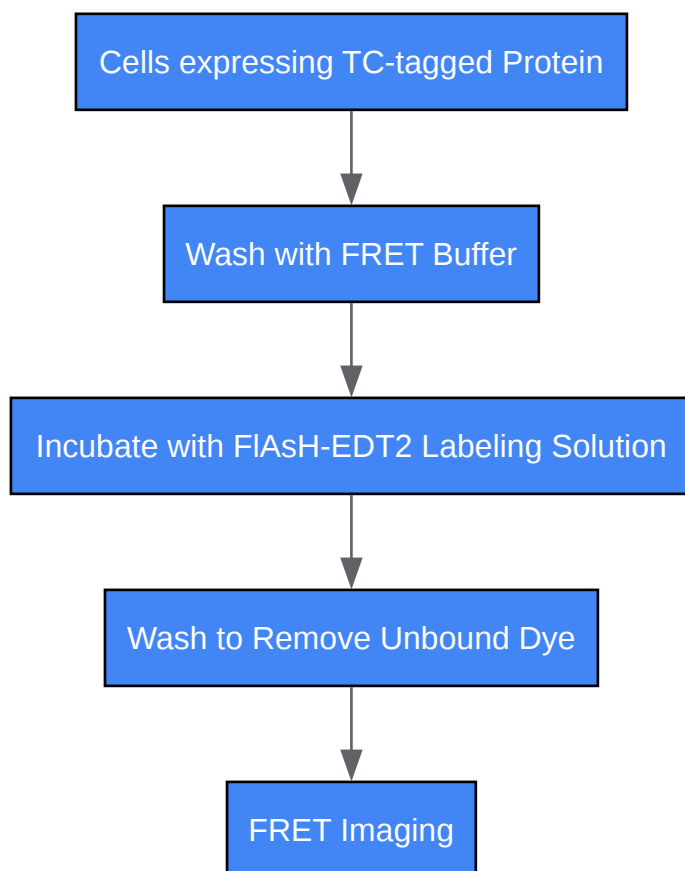 Cells expressing TC-tagged Protein
Wash with FRET Buffer
Incubate with FlAsH-EDT2 Labeling Solution
Wash to Remove Unbound Dye
FRET Imaging